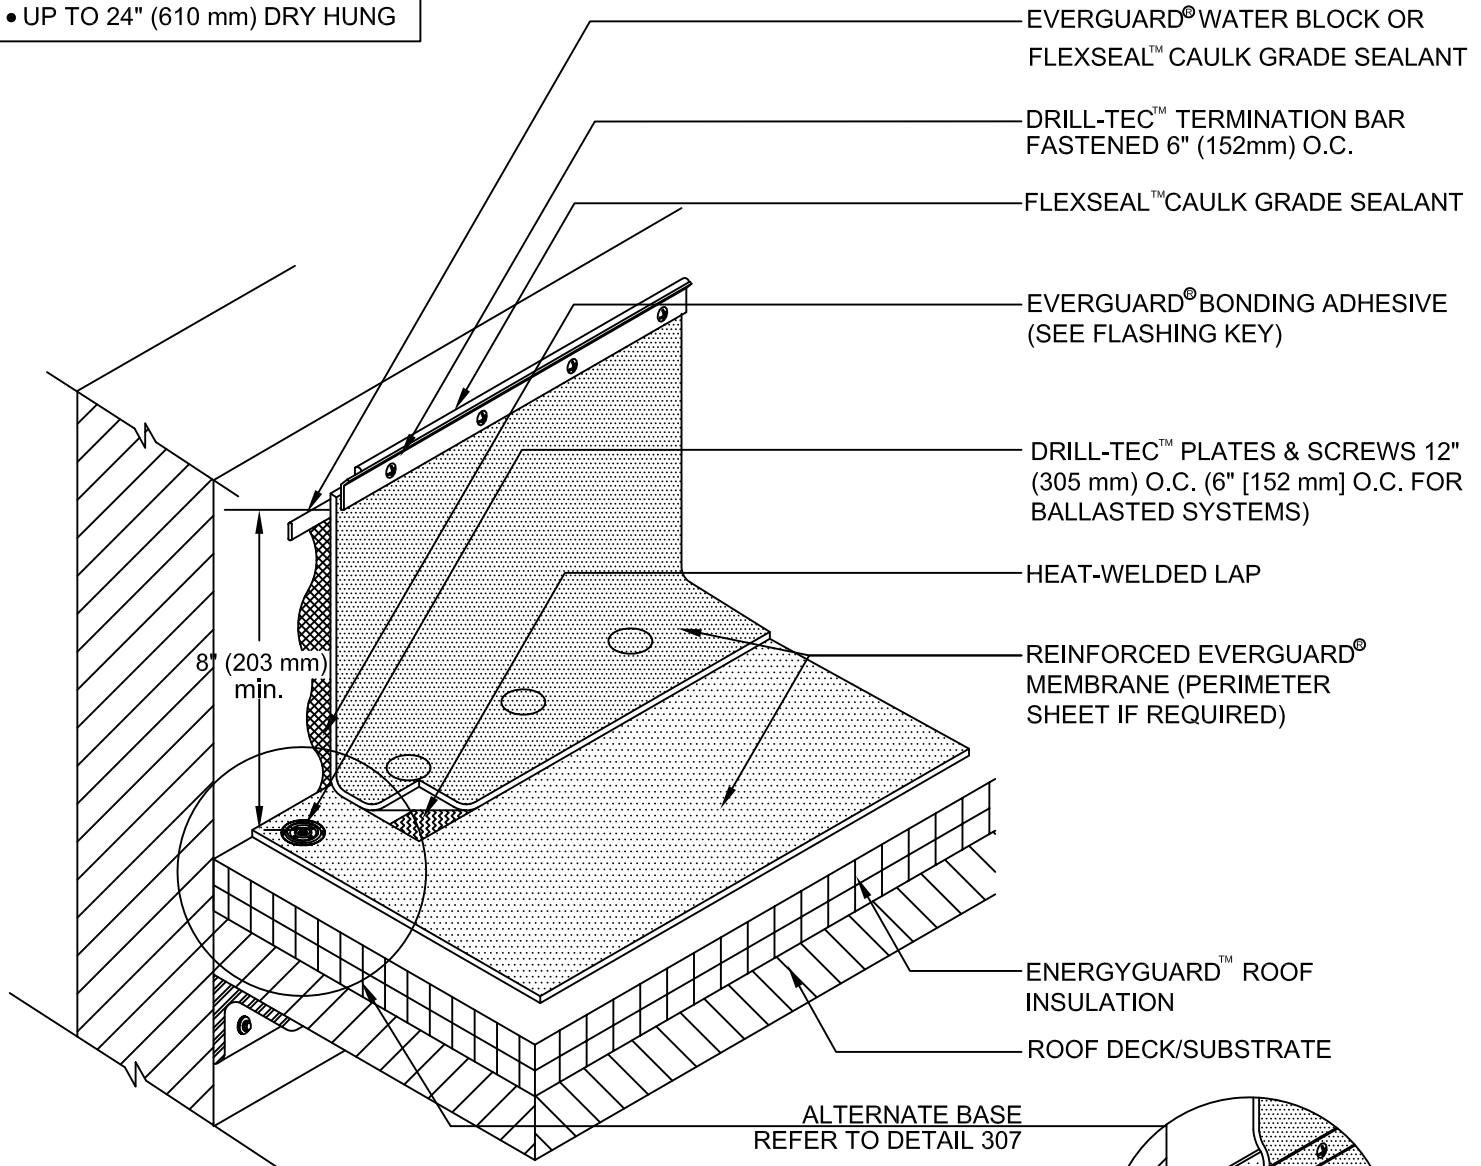 • UP TO 24" (610 mm) DRY HUNG
EVERGUARD® WATER BLOCK OR
FLEXSEAL™ CAULK GRADE SEALANT
DRILL-TEC™ TERMINATION BAR
FASTENED 6" (152mm) O.C.
FLEXSEAL™ CAULK GRADE SEALANT
EVERGUARD® BONDING ADHESIVE
(SEE FLASHING KEY)
DRILL-TEC™ PLATES & SCREWS 12"
(305 mm) O.C. (6" [152 mm] O.C. FOR
BALLASTED SYSTEMS)
HEAT-WELDED LAP
8" (203 mm)
min.
REINFORCED EVERGUARD®
MEMBRANE (PERIMETER
SHEET IF REQUIRED)
ENERGYGUARD™ ROOF
INSULATION
ROOF DECK/SUBSTRATE
ALTERNATE BASE
REFER TO DETAIL 307